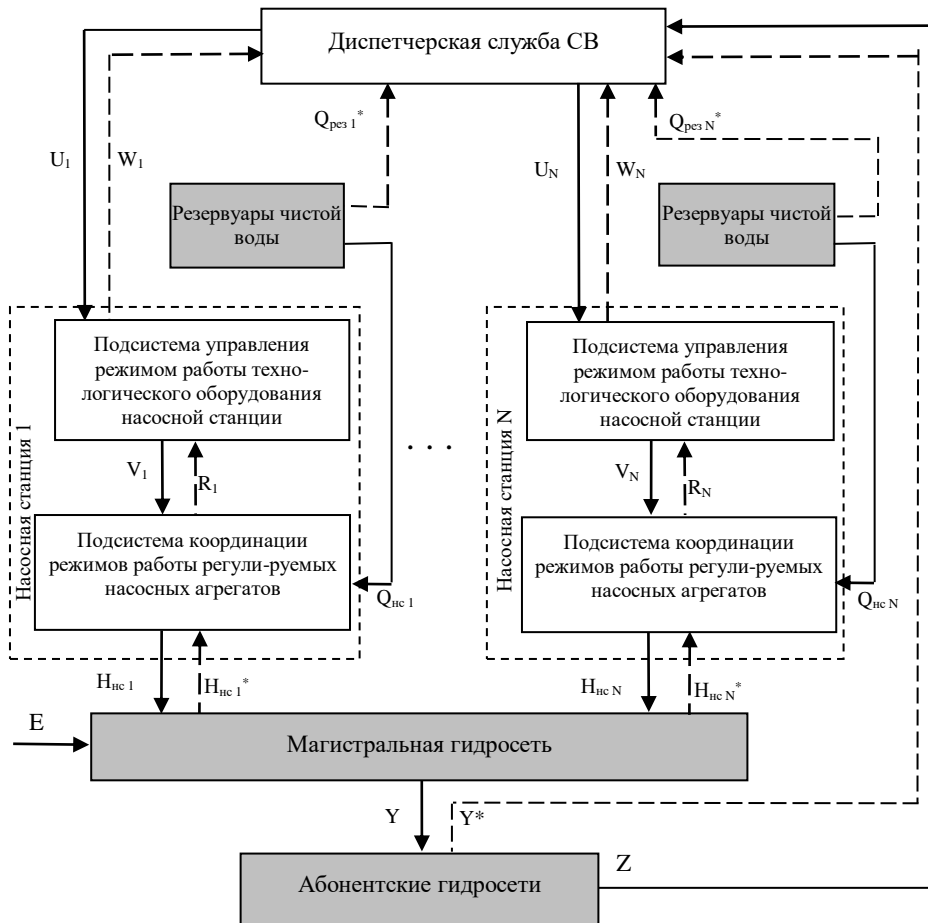 Диспетчерская служба СВ
Qрез 1*
Qрез N*
U1
W1
UN
WN
Резервуары чистой
воды
Резервуары чистой
воды
Насосная станция 1
Подсистема управления
режимом работы техно-
логического оборудования
насосной станции
V1
R1
Подсистема координации
режимов работы регули-руемых
насосных агрегатов
Qнс 1
. . .
Насосная станция N
Подсистема управления
режимом работы техно-
логического оборудования
насосной станции
VN
RN
Подсистема координации
режимов работы регули-руемых
насосных агрегатов
Qнс N
Hнс 1
Hнс 1*
Hнс N
Hнс N*
E
Магистральная гидросеть
Y
Y*
Абонентские гидросети
Z